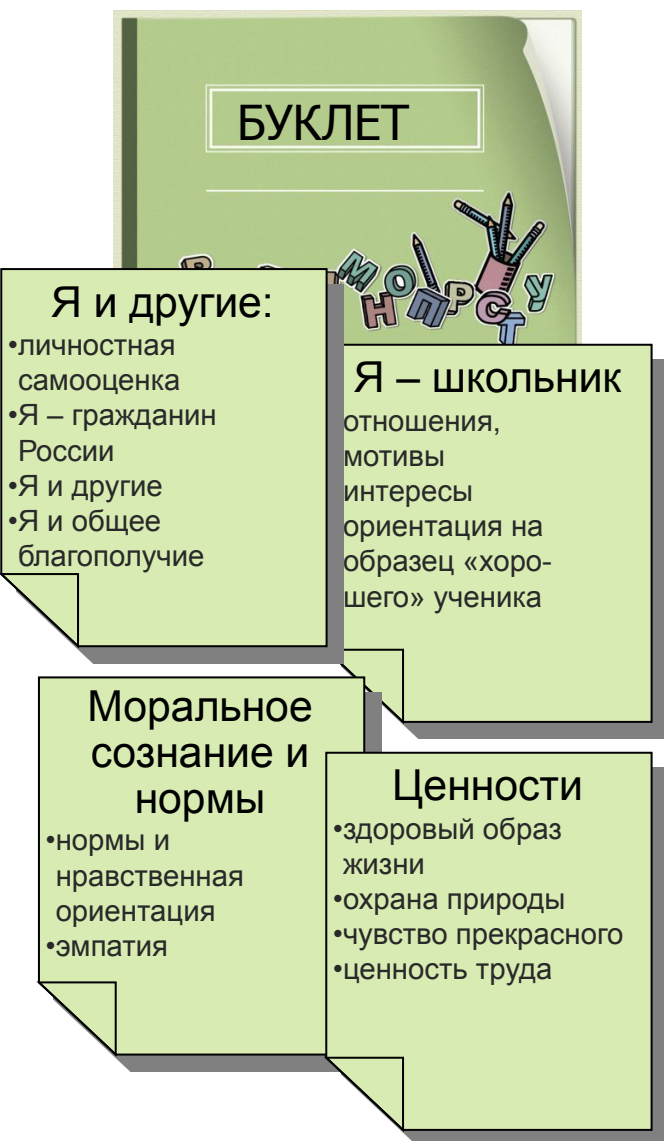 БУКЛЕТ
М О П Р С Т У
Н
Я и другие:
•личностная
самооценка
•Я – гражданин
России
•Я и другие
•Я и общее
благополучие
Я – школьник
отношения,
мотивы
интересы
ориентация на
образец «хоро-
шего» ученика
Моральное
сознание и
нормы
•нормы и
нравственная
ориентация
•эмпатия
Ценности
•здоровый образ
жизни
•охрана природы
•чувство прекрасного
•ценность труда